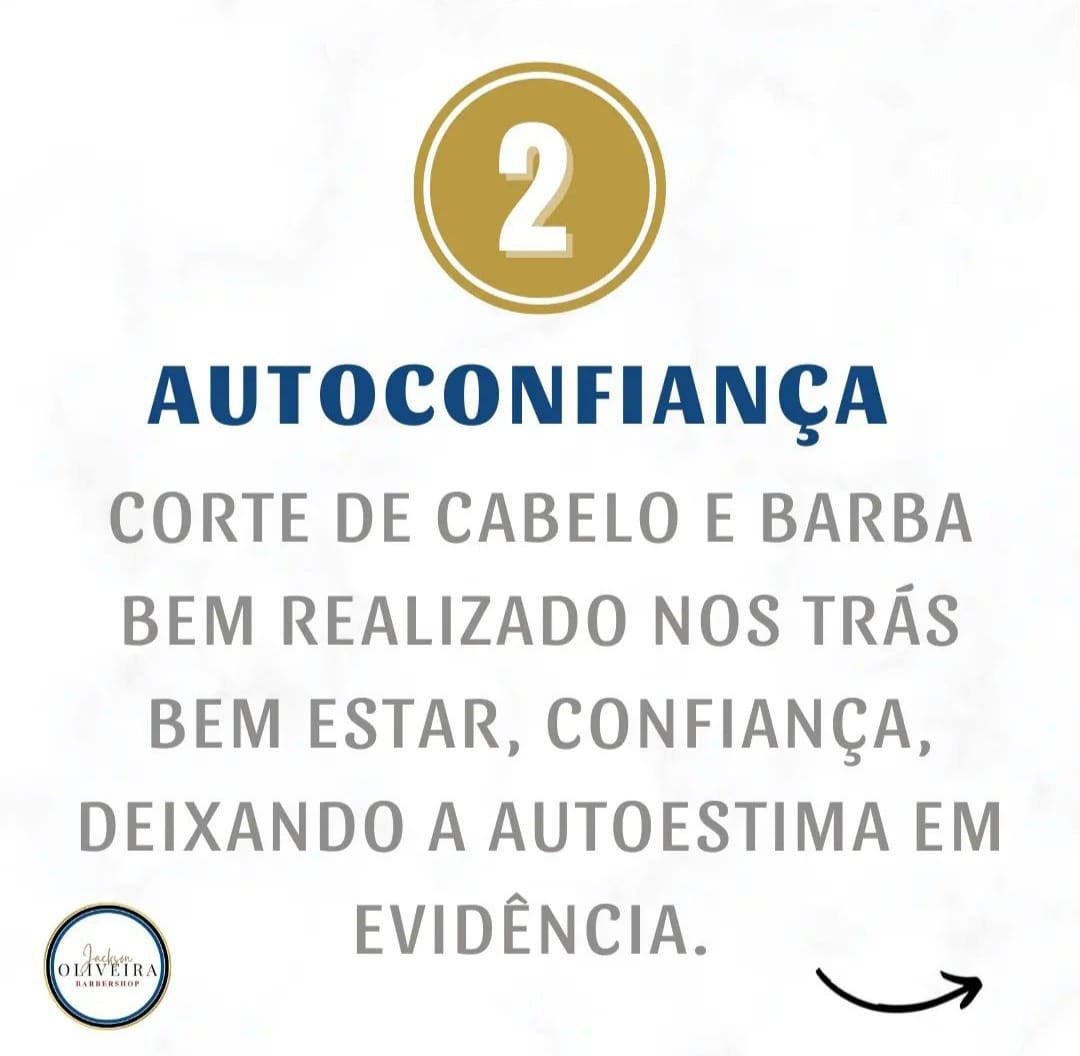 2
AUTOCONFIANÇA
CORTE DE CABELO E BARBA
BEM REALIZADO NOS TRÁS
BEM ESTAR, CONFIANÇA,
DEIXANDO A AUTOESTIMA EM
EVIDÊNCIA.
Jackson
OLIVEIRA
BARBERSHOP